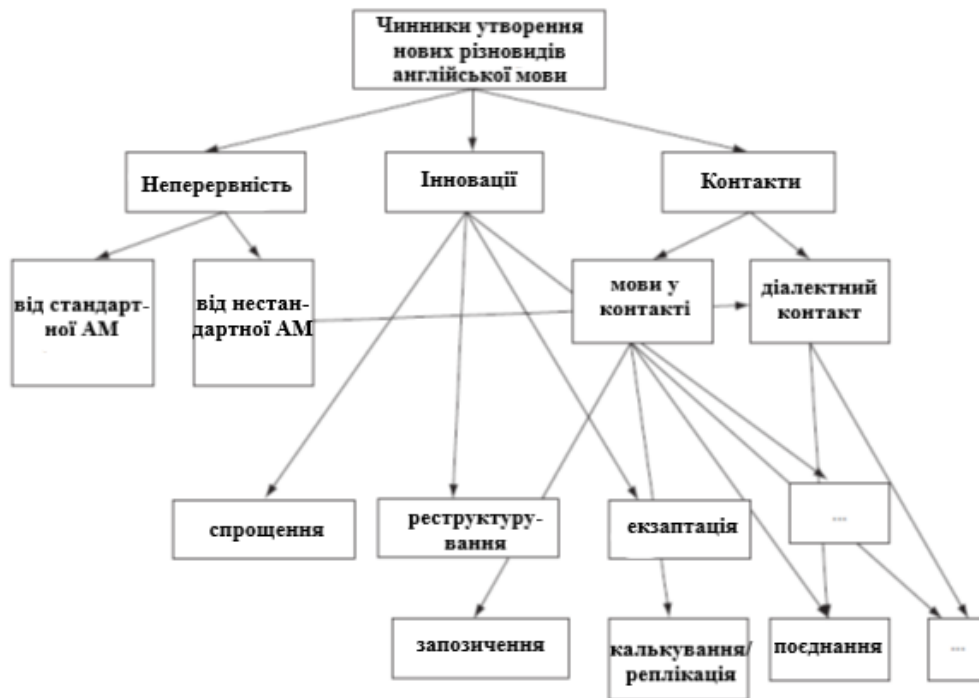 Чинники утворення
нових різновидів
англійської мови
Неперервність
Інновації
Контакти
від стандарт-
ної АМ
від нестан-
дартної АМ
мови у
контакті
діалектний
контакт
спрощення
реструктуру-
вання
екзаптація
...
запозичення
калькування/
реплікація
поєднання
...